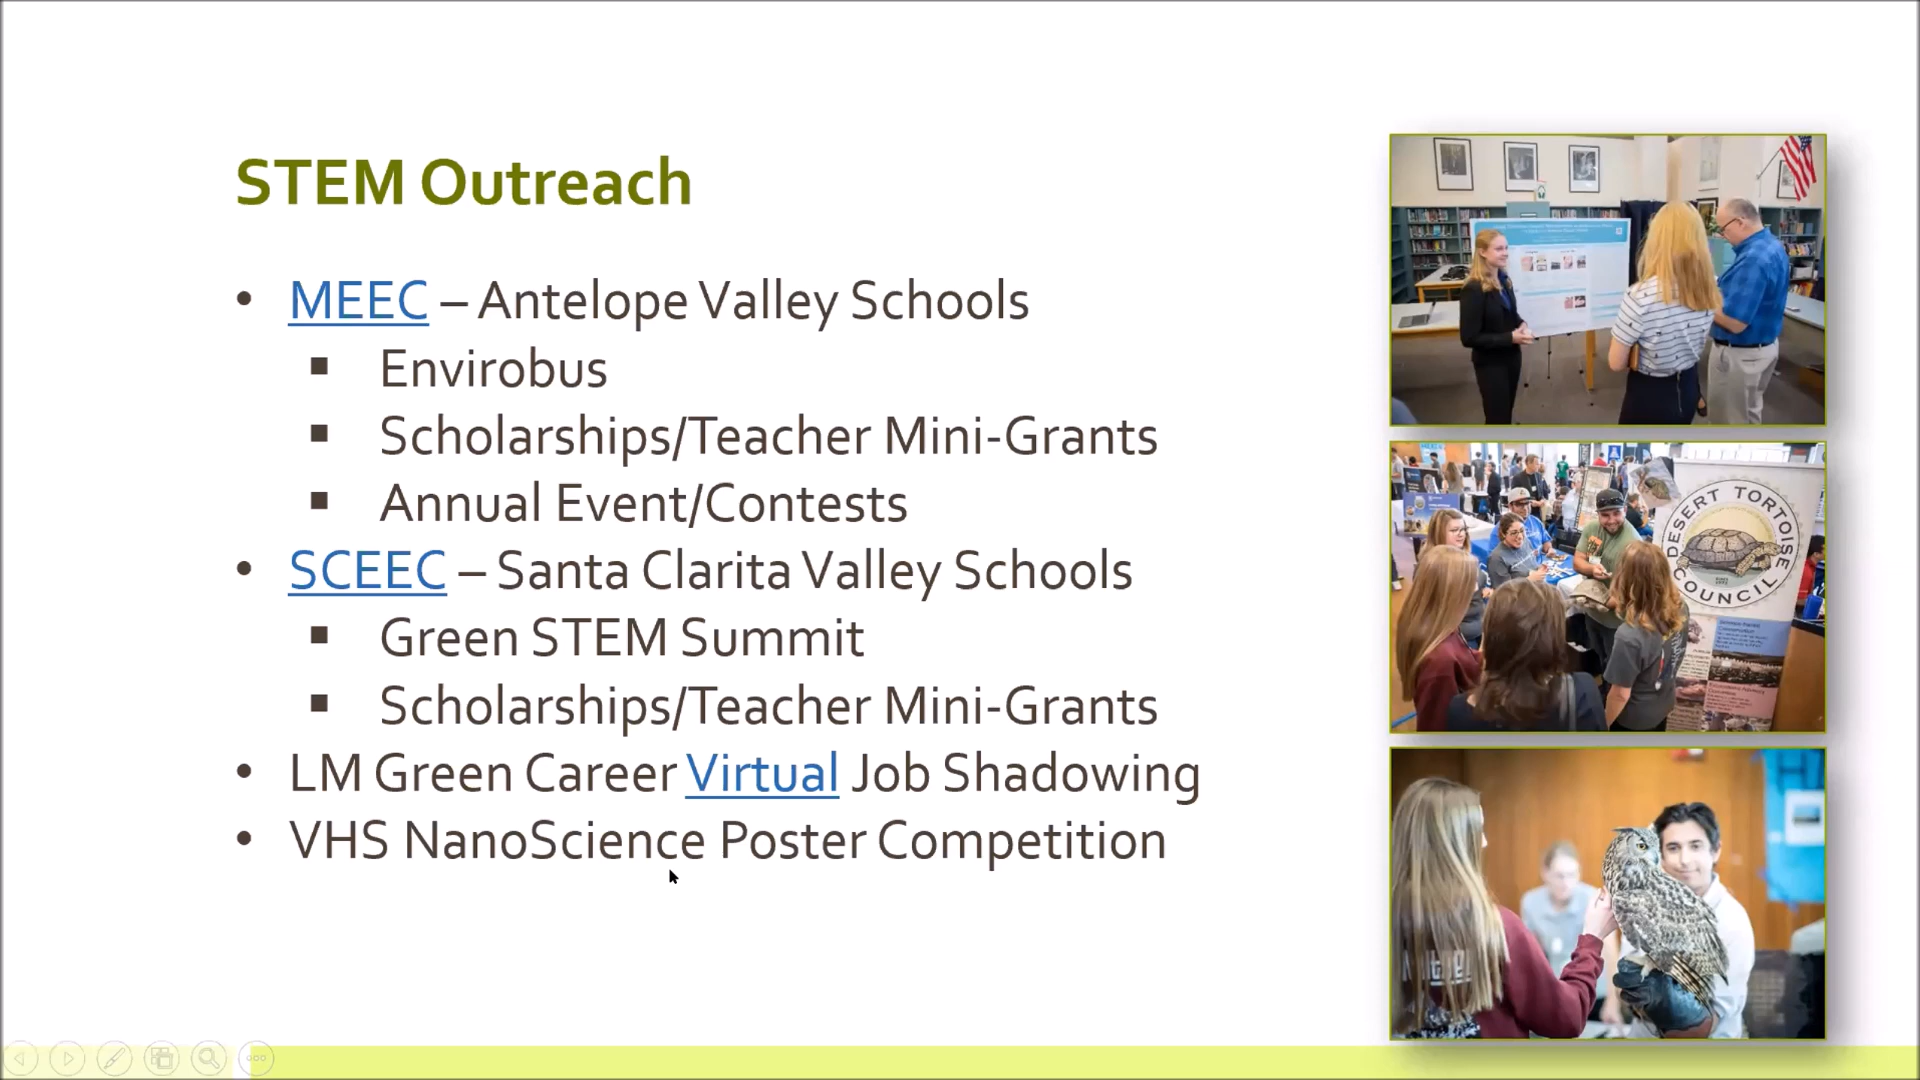 STEM Outreach
• MEEC – Antelope Valley Schools
▪ Envirobus
▪ Scholarships/Teacher Mini-Grants
▪ Annual Event/Contests
• SCEEC – Santa Clarita Valley Schools
▪ Green STEM Summit
▪ Scholarships/Teacher Mini-Grants
• LM Green Career Virtual Job Shadowing
• VHS NanoScience Poster Competition
DESERT TORTOISE
COUNCIL